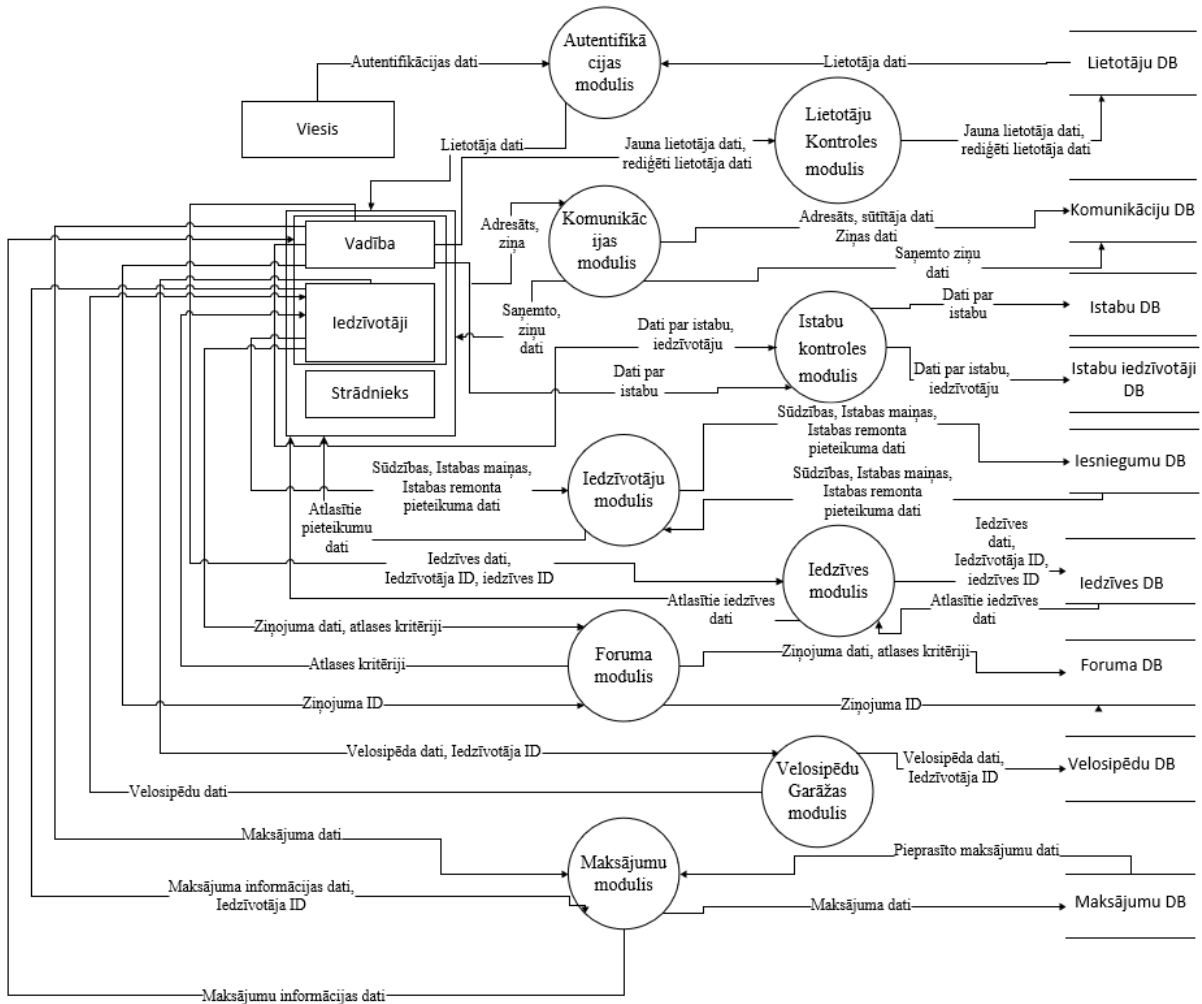 Autentifikā
cijas
modulis
Autentifikācijas dati
Lietotāja dati
Lietotāju DB
Viesis
Lietotāju
Kontroles
modulis
Lietotāja dati
Jauna lietotāja dati,
rediģēti lietotāja dati
Jauna lietotāja dati,
rediģēti lietotāja dati
Komunikāc
ijas
modulis
Adresāts,
ziņa
Adresāts, sūtītāja dati
Ziņas dati
Komunikāciju DB
Vadība
Saņemto ziņu
dati
Iedzīvotāji
Saņemto,
ziņu
dati
Istabu
kontroles
modulis
Dati par
istabu
Istabu DB
Dati par istabu,
iedzīvotāju
Dati par
istabu
Dati par istabu,
iedzīvotāju
Istabu iedzīvotāji
DB
Strādnieks
Sūdzības, Istabas maiņas,
Istabas remonta
pieteikuma dati
Iesniegumu DB
Sūdzības, Istabas maiņas,
Istabas remonta
pieteikuma dati
Iedzīvotāju
modulis
Sūdzības, Istabas maiņas,
Istabas remonta
pieteikuma dati
Atlasītie
pieteikumu
dati
Iedzīves dati,
Iedzīvotāja ID, iedzīves ID
Iedzīves
modulis
Iedzīves
dati,
Iedzīvotāja ID,
iedzīves ID
Iedzīves DB
Atlasītie iedzīves
dati
Atlasītie iedzīves
dati
Ziņojuma dati, atlases kritēriji
Foruma
modulis
Ziņojuma dati, atlases kritēriji
Foruma DB
Atlases kritēriji
Ziņojuma ID
Ziņojuma ID
Velosipēda dati, Iedzīvotāja ID
Velosipēdu
Garāžas
modulis
Velosipēda dati,
Iedzīvotāja ID
Velosipēdu DB
Velosipēdu dati
Maksājuma dati
Maksājumu
modulis
Pieprasīto maksājumu dati
Maksājuma informācijas dati,
Iedzīvotāja ID
Maksājuma dati
Maksājumu DB
Maksājumu informācijas dati